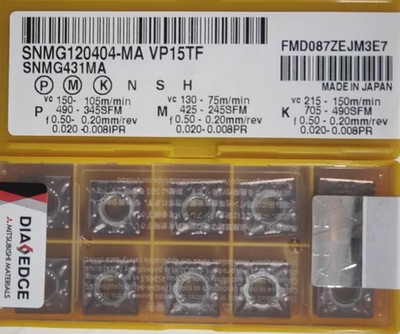 SNMG120404-MA VP15TF
SNMG431MA
FMD087ZEJM3E7
P M K N S H
MADE IN JAPAN
vc 150- 105m/min
P 490 - 345SFM
f 0.50- 0.20mm/rev
0.020-0.008IPR
vc 130 - 75m/min
M 425 - 245SFM
f 0.50- 0.20mm/rev
0.020-0.008IPR
vc 215 - 150m/min
K 705 - 490SFM
f 0.50 - 0.20mm/rev
0.020-0.008IPR
DIAEDGE
MITSUBISHI MATERIALS